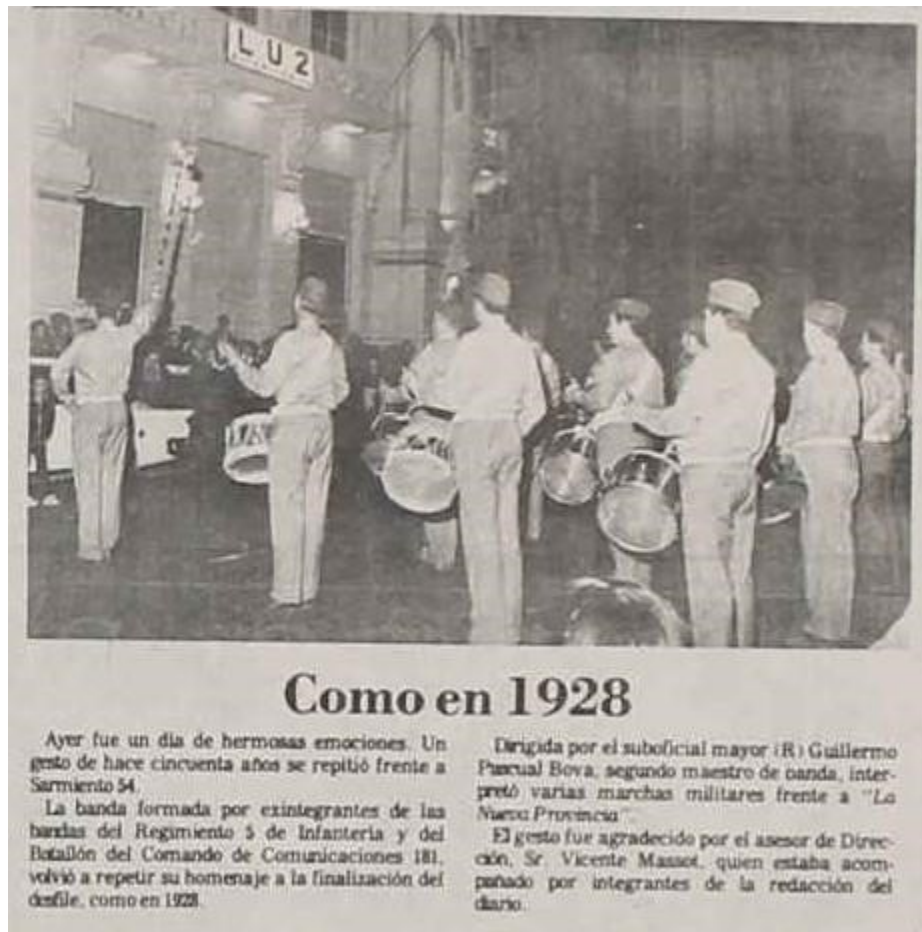 L U 2
Como en 1928
Ayer fue un dia de hermosas emociones. Un
gesto de hace cincuenta años se repitió frente a
Sarmiento 54.
La banda formada por exintegrantes de las
bandas del Regimiento 5 de Infantería y del
Batallón del Comando de Comunicaciones 181,
volvió a repetir su homenaje a la finalización del
desfile, como en 1928.
Dirigida por el suboficial mayor (R) Guillermo
Pascual Bova, segundo maestro de banda, inter-
pretó varias marchas militares frente a "La
Nueva Provincia".
El gesto fue agradecido por el asesor de Direc-
ción, Sr. Vicente Massot, quien estaba acom-
pañado por integrantes de la redacción del
diario.